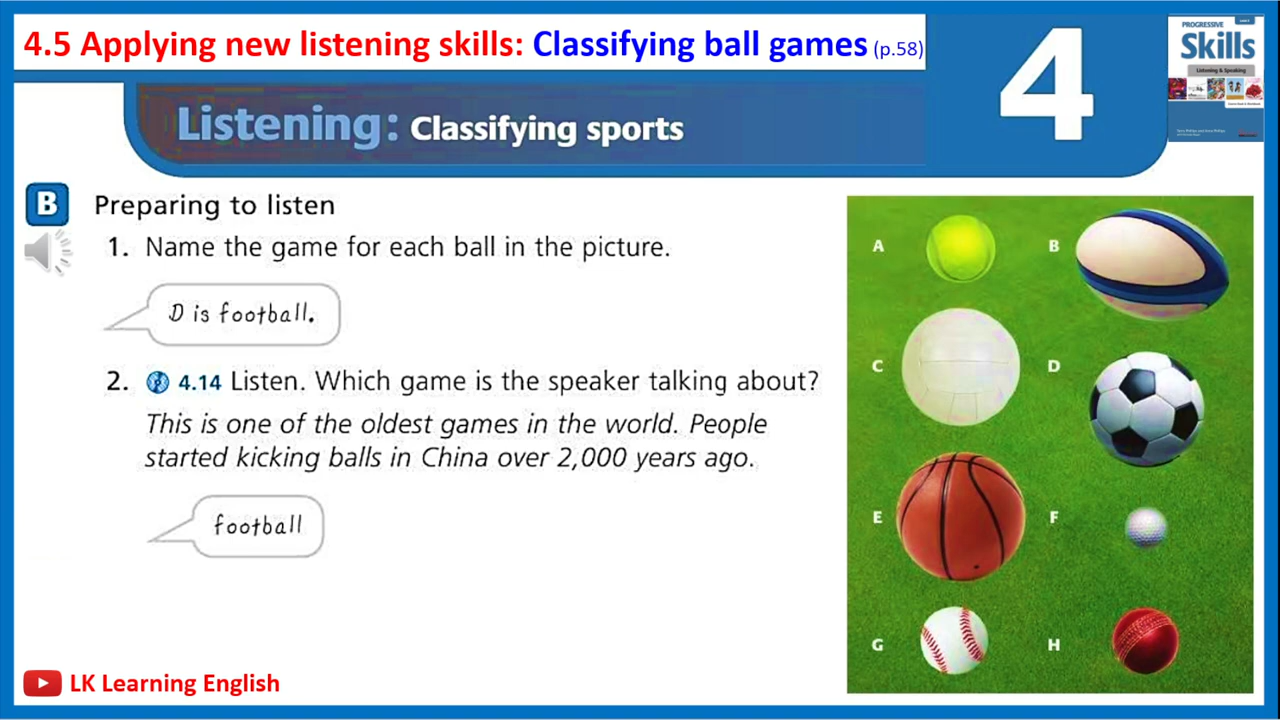 4.5 Applying new listening skills: Classifying ball games (p.58)
4
PROGRESSIVE
Skills
Listening & Speaking
Listening: Classifying sports
B Preparing to listen
1. Name the game for each ball in the picture.
D is football.
2. 4.14 Listen. Which game is the speaker talking about?
This is one of the oldest games in the world. People
started kicking balls in China over 2,000 years ago.
football
A B
C D
E F
G H
LK Learning English